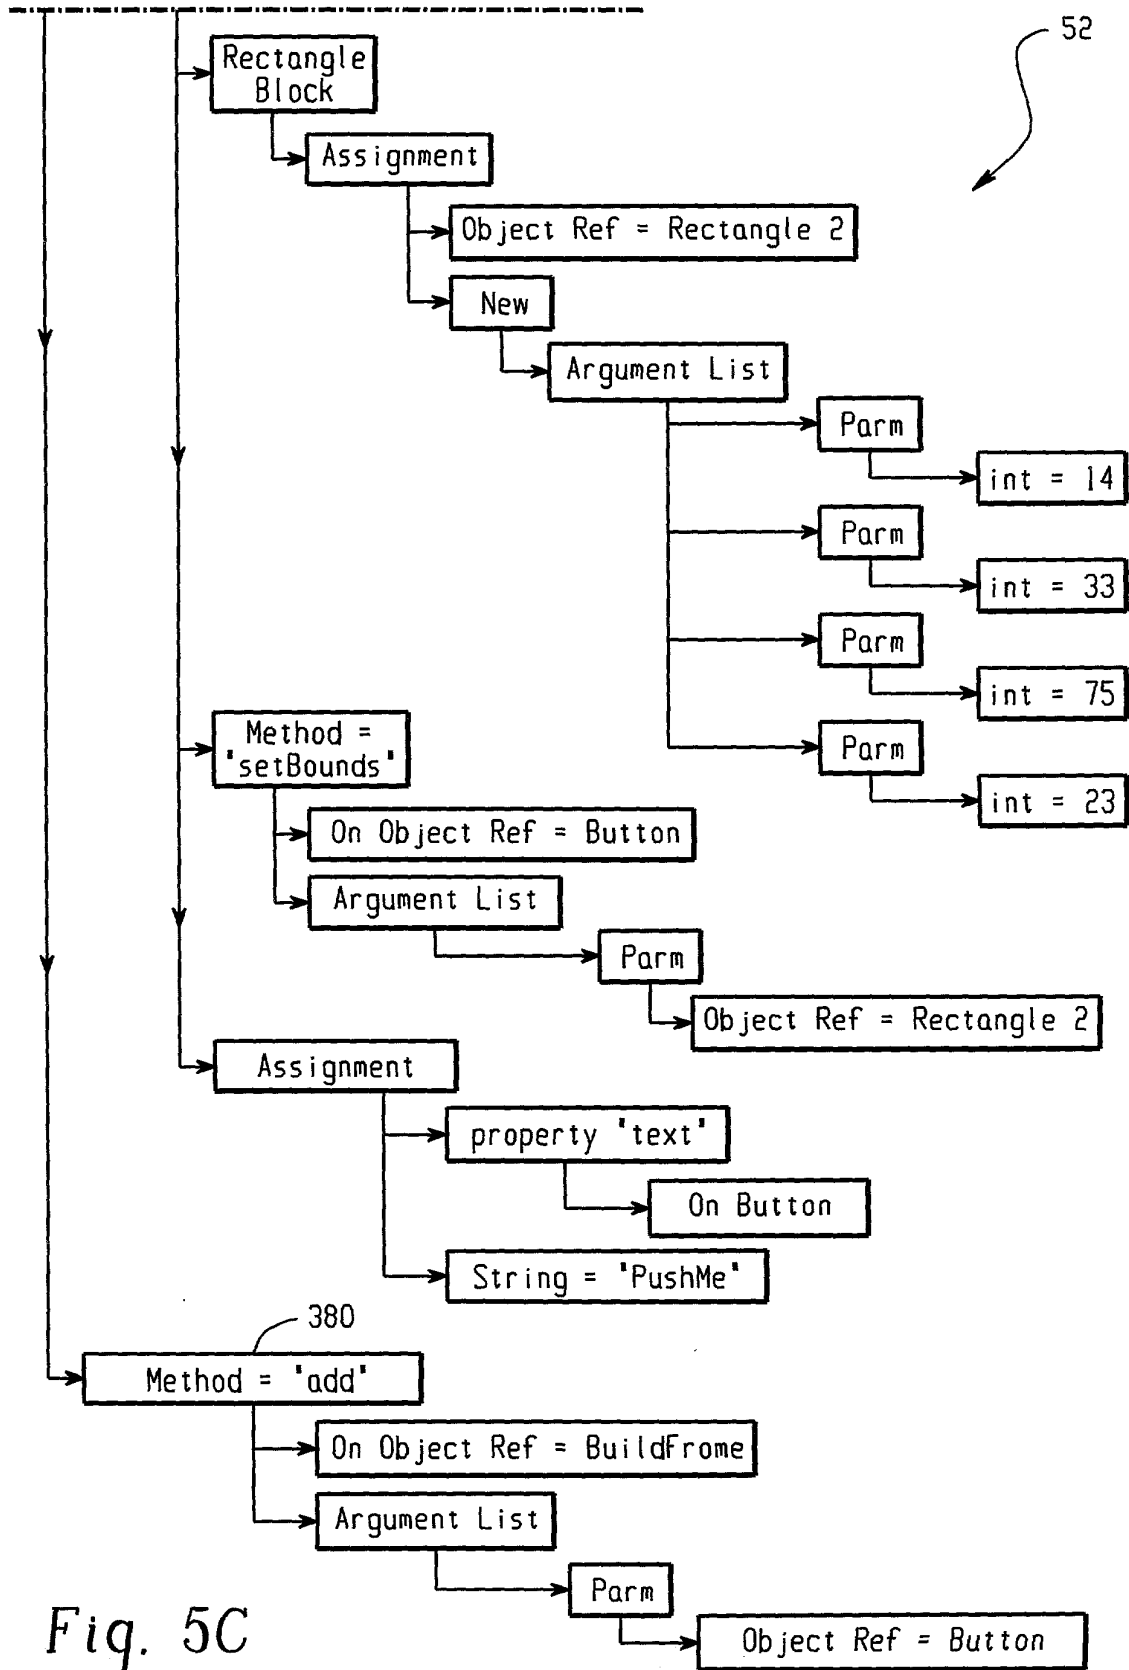 52
Rectangle
Block
Assignment
Object Ref = Rectangle 2
New
Argument List
Parm
int = 14
Parm
int = 33
Parm
int = 75
Parm
int = 23
Method =
'setBounds'
On Object Ref = Button
Argument List
Parm
Object Ref = Rectangle 2
Assignment
property 'text'
On Button
String = 'PushMe'
380
Method = 'add'
On Object Ref = BuildFrome
Argument List
Parm
Object Ref = Button
Fig. 5C